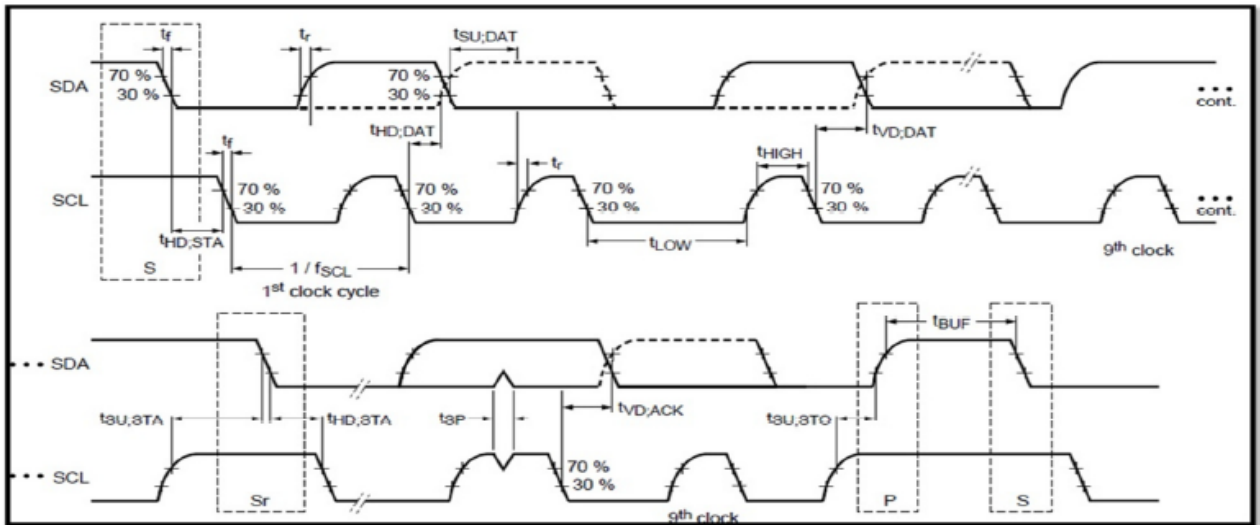 tf tr tSU;DAT
SDA 70 % 30 % 70 % 30 % cont.
tHD;DAT tVD;DAT
tf tr tHIGH
SCL 70 % 30 % 70 % 30 % 70 % 30 % 70 % 30 % cont.
tHD;STA tLOW 9th clock
S 1 / fSCL
1st clock cycle
tBUF
SDA
tSU;STA tHD;STA tSP tVD;ACK tSU;STO
SCL 70 % 30 %
Sr 9th clock P S